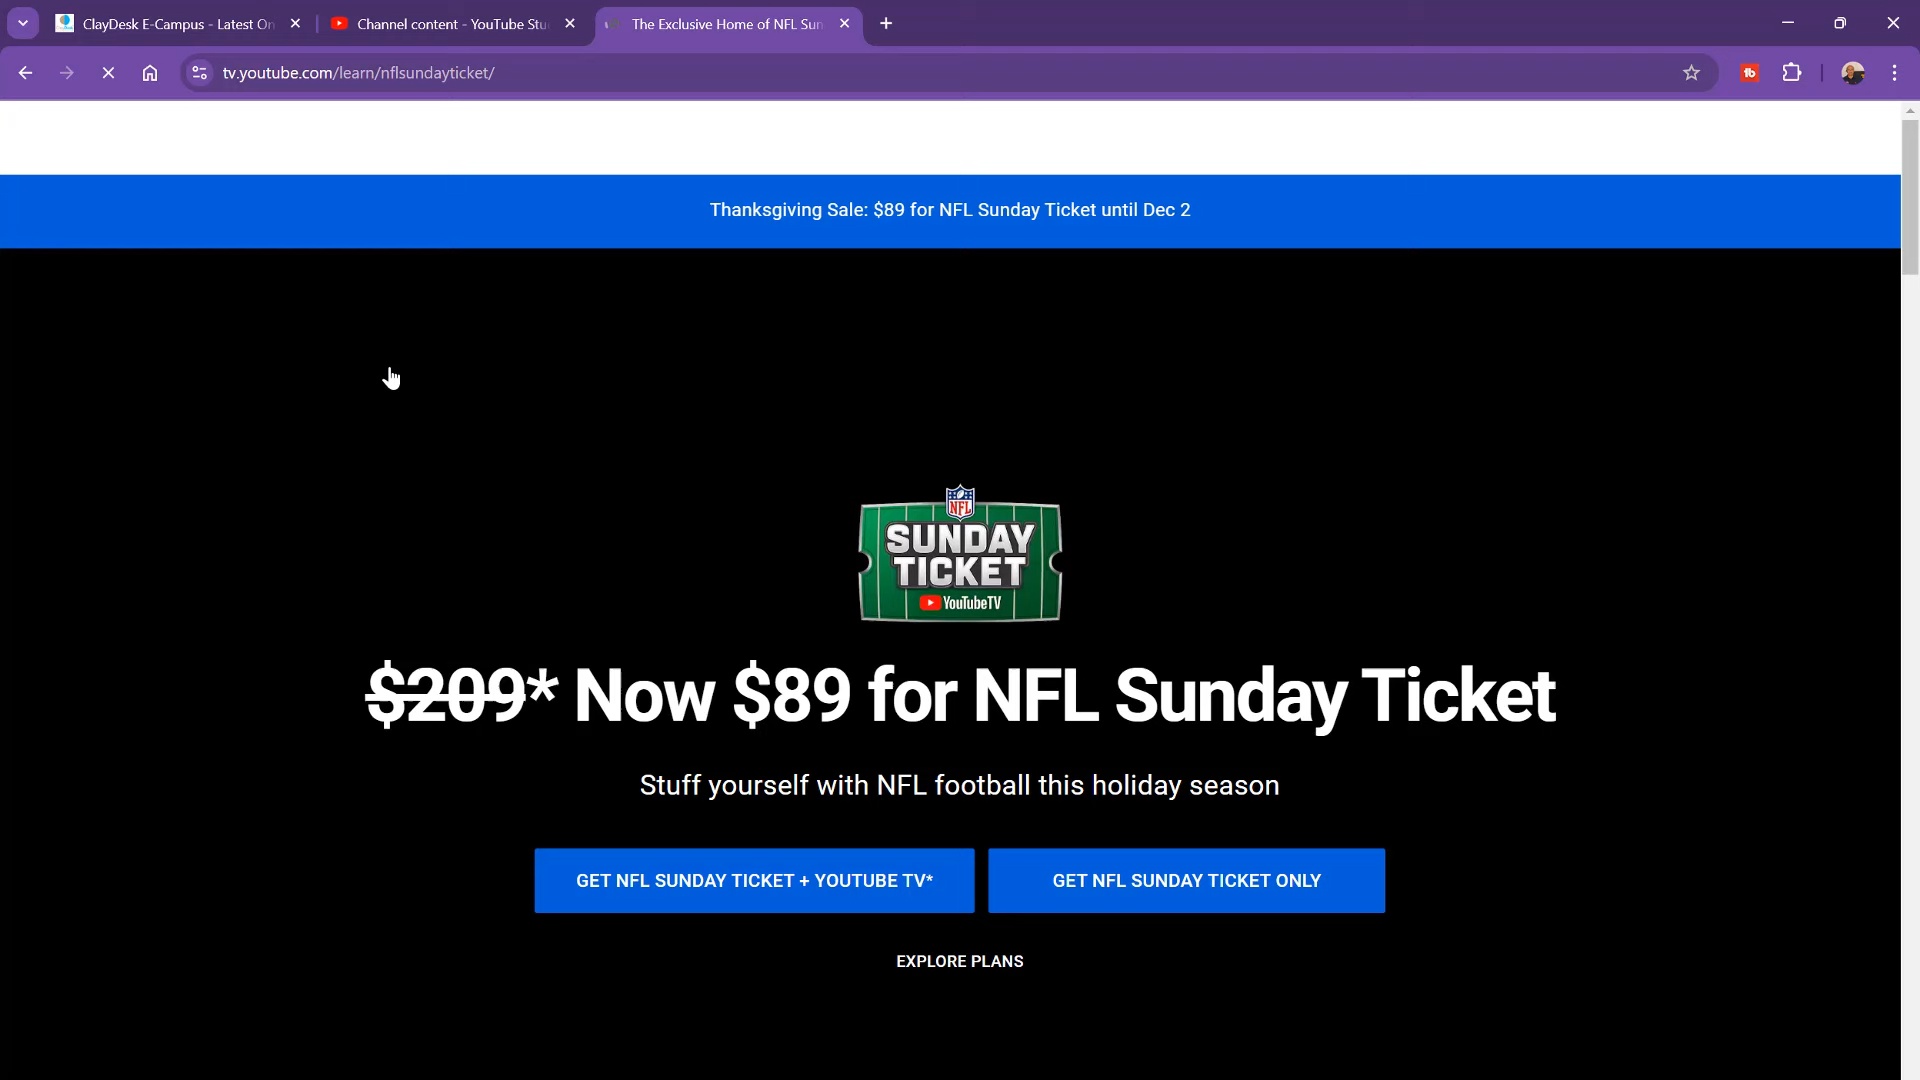 ClayDesk E-Campus - Latest On
Channel content - YouTube Stu
The Exclusive Home of NFL Sun
tv.youtube.com/learn/nflsundayticket/
Thanksgiving Sale: $89 for NFL Sunday Ticket until Dec 2
NFL
SUNDAY
TICKET
YouTubeTV
$209* Now $89 for NFL Sunday Ticket
Stuff yourself with NFL football this holiday season
GET NFL SUNDAY TICKET + YOUTUBE TV*
GET NFL SUNDAY TICKET ONLY
EXPLORE PLANS